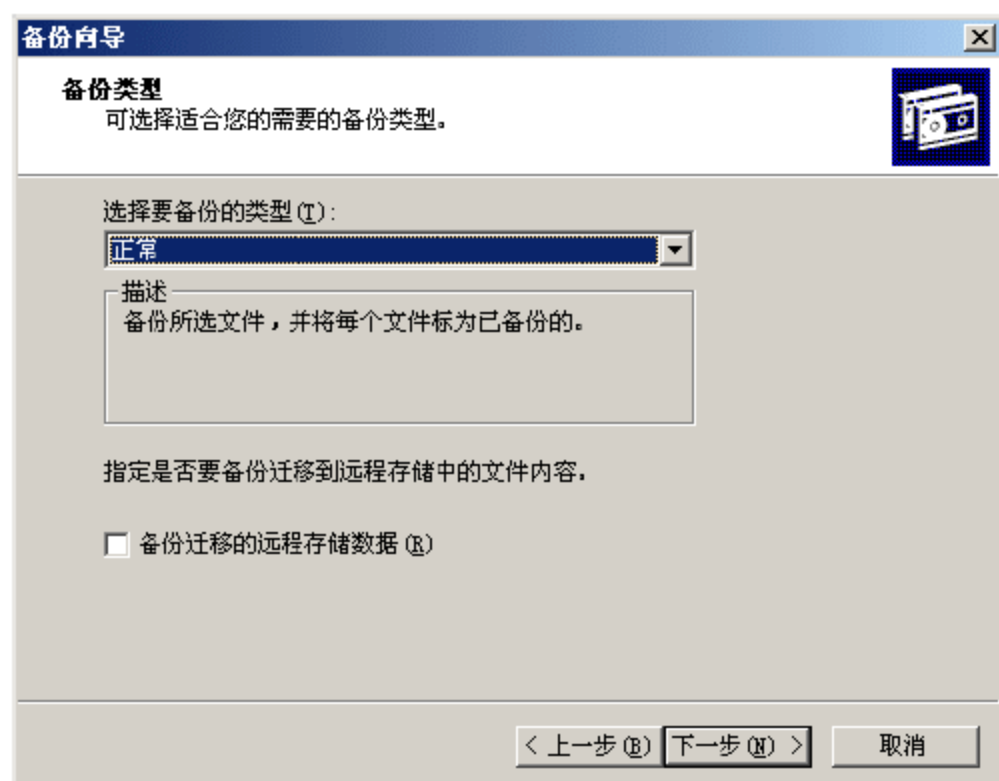 备份向导
备份类型
可选择适合您的需要的备份类型。
选择要备份的类型(T):
正常
描述
备份所选文件，并将每个文件标为已备份的。
指定是否要备份迁移到远程存储中的文件内容。
备份迁移的远程存储数据(R)
< 上一步(B) 下一步(N) > 取消